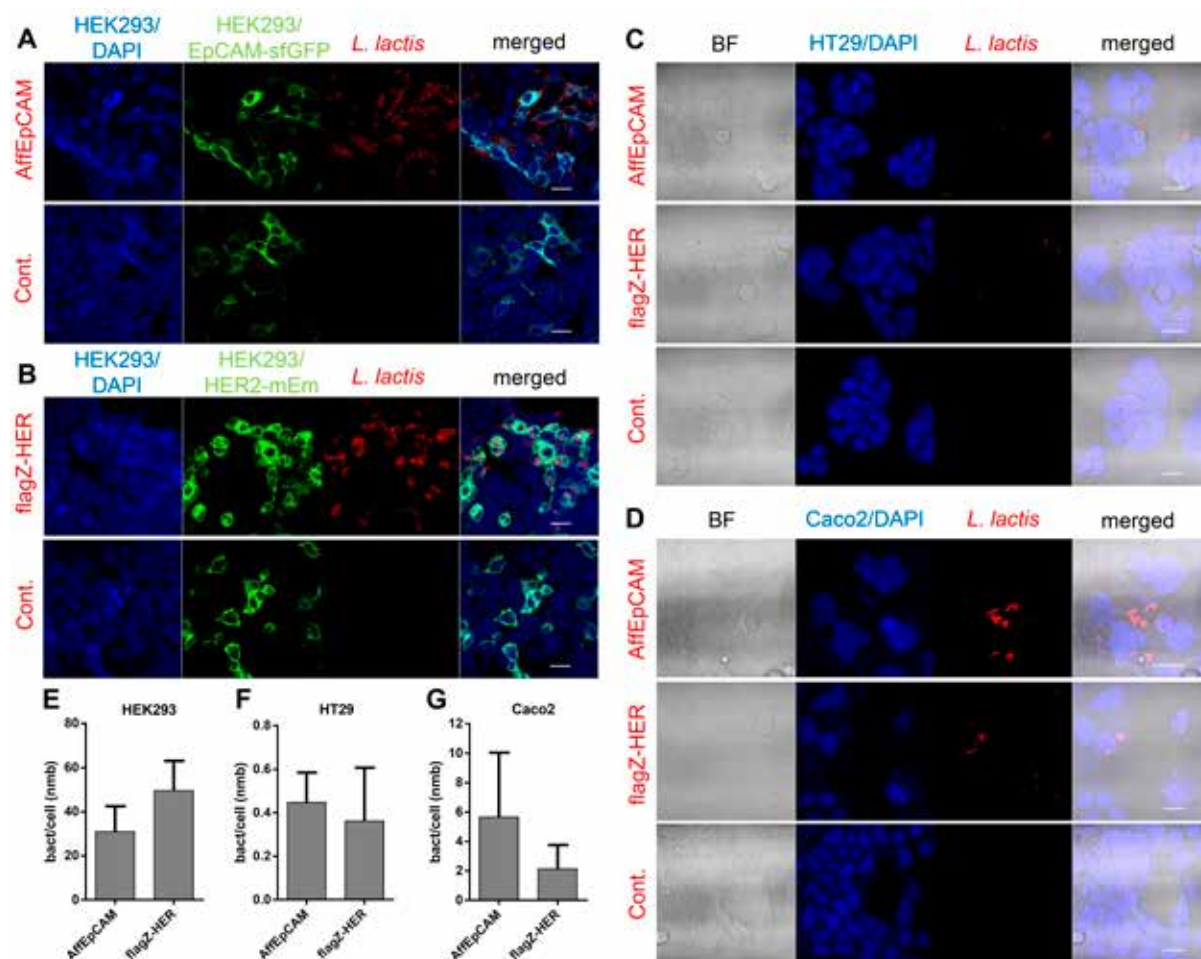 A
HEK293/ HEK293/
DAPI EpCAM-sfGFP L. lactis merged
AffEpCAM
Cont.
B
HEK293/ HEK293/
DAPI HER2-mEm L. lactis merged
flagZ-HER
Cont.
C
BF HT29/DAPI L. lactis merged
AffEpCAM
flagZ-HER
Cont.
D
BF Caco2/DAPI L. lactis merged
AffEpCAM
flagZ-HER
Cont.
E
HEK293
bact/cell (nmb)
80
60
40
20
0
AffEpCAM
flagZ-HER
F
HT29
bact/cell (nmb)
0.8
0.6
0.4
0.2
0.0
AffEpCAM
flagZ-HER
G
Caco2
bact/cell (nmb)
12
10
8
6
4
2
0
AffEpCAM
flagZ-HER